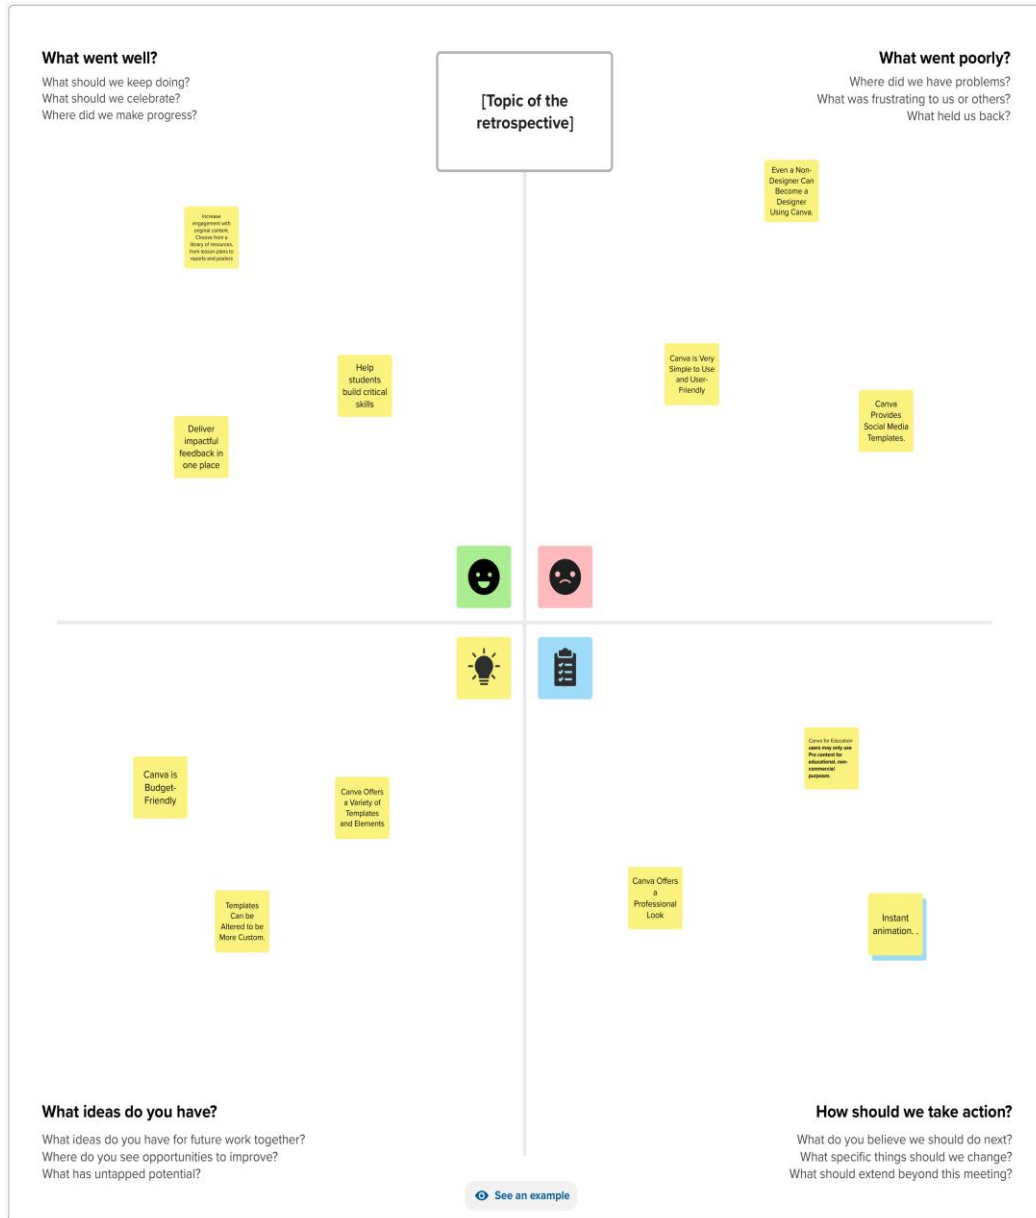 What went well?
What should we keep doing?
What should we celebrate?
Where did we make progress?
[Topic of the
retrospective]
What went poorly?
Where did we have problems?
What was frustrating to us or others?
What held us back?
Increase
engagement with
original content.
Choose from a
library of resources,
from lesson plans to
reports and posters
Help
students
build critical
skills
Deliver
impactful
feedback in
one place
Even a Non-
Designer Can
Become a
Designer
Using Canva.
Canva is Very
Simple to Use
and User-
Friendly
Canva
Provides
Social Media
Templates.
Canva is
Budget-
Friendly
Canva Offers
a Variety of
Templates
and Elements
Templates
Can be
Altered to be
More Custom.
Canva for Education
users may only use
Pro content for
educational, non-
commercial
purposes
Canva Offers
a
Professional
Look
Instant
animation. .
What ideas do you have?
What ideas do you have for future work together?
Where do you see opportunities to improve?
What has untapped potential?
How should we take action?
What do you believe we should do next?
What specific things should we change?
What should extend beyond this meeting?
See an example